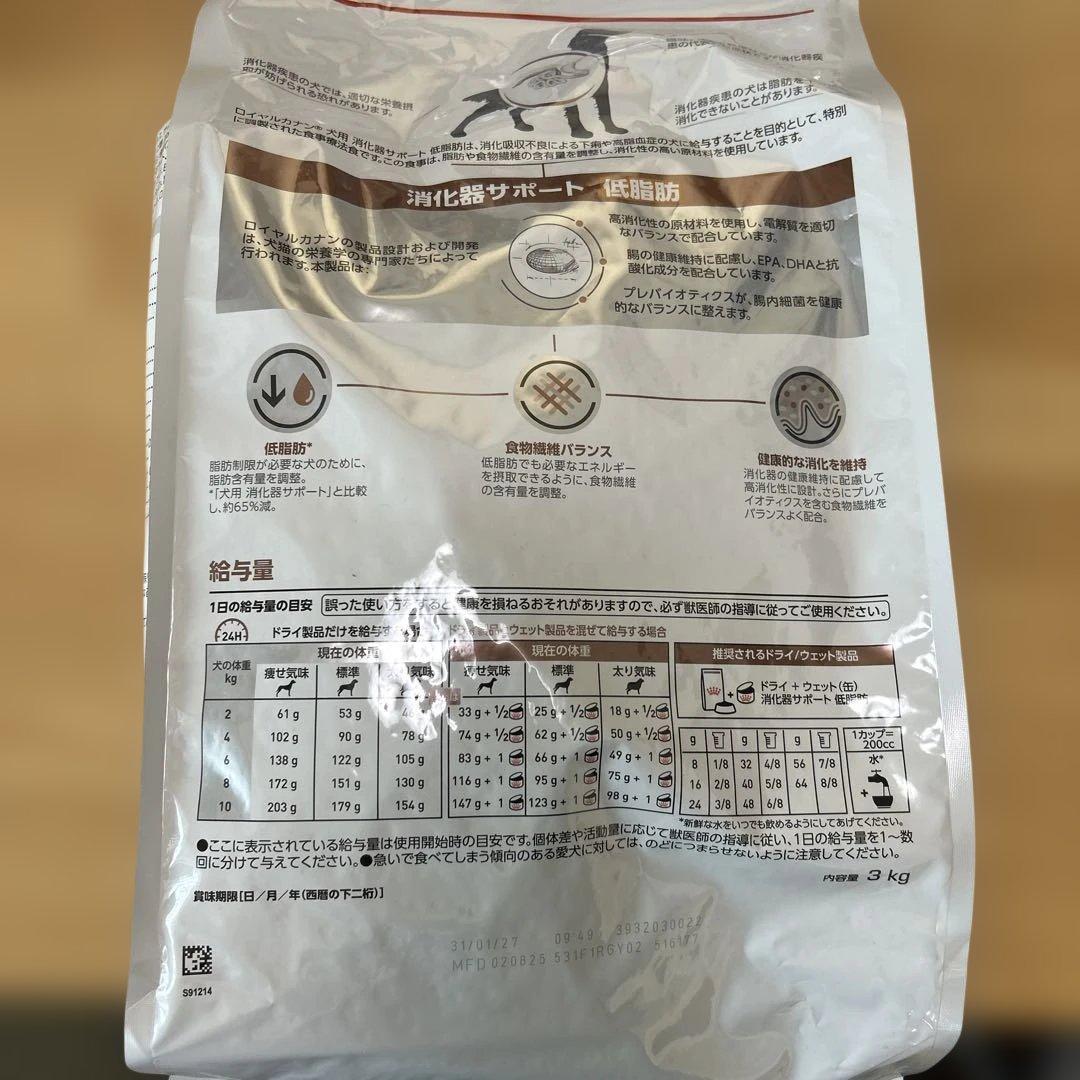 消化器疾患の犬では、適切な栄養摂
が妨げられる恐れがあります。
患の代
消化器疾
消化器疾患の犬は脂肪を
消化できないことがあります。
ロイヤルカナン® 犬用 消化器サポート 低脂肪は、消化吸収不良による下痢や高脂血症の犬に給与することを目的として、特別
に調製された食事療法食です。この食事は、脂肪や食物繊維の含有量を調整し、消化性の高い原材料を使用しています。
消化器サポート 低脂肪
ロイヤルカナンの製品設計および開発
は、犬猫の栄養学の専門家たちによって
行われます。本製品は：
高消化性の原材料を使用し、電解質を適切
なバランスで配合しています。
腸の健康維持に配慮し、EPA、DHAと抗
酸化成分を配合しています。
プレバイオティクスが、腸内細菌を健康
的なバランスに整えます。
低脂肪*
脂肪制限が必要な犬のために、
脂肪含有量を調整。
*「犬用 消化器サポート」と比較
し、約65%減。
食物繊維バランス
低脂肪でも必要なエネルギー
を摂取できるように、食物繊維
の含有量を調整。
健康的な消化を維持
消化器の健康維持に配慮して
高消化性に設計。さらにプレバ
イオティクスを含む食物繊維を
バランスよく配合。
給与量
1日の給与量の目安 誤った使い方をすると健康を損ねるおそれがありますので、必ず獣医師の指導に従ってご使用ください。
24H ドライ製品だけを給与す ウェット製品を混ぜて給与する場合
犬の体重 kg 現在の体重 現在の体重
痩せ気味 標準 気味 痩せ気味 標準 太り気味
2 61 g 53 g 33 g + 1/2 25 g + 1/2 18 g + 1/2
4 102 g 90 g 78 g 74 g + 1/2 62 g + 1/2 50 g + 1/2
6 138 g 122 g 105 g 83 g + 1 66 g + 1 49 g + 1
8 172 g 151 g 130 g 116 g + 1 95 g + 1 75 g + 1
10 203 g 179 g 154 g 147 g + 1 123 g + 1 98 g + 1
推奨されるドライ/ウェット製品
ドライ + ウェット(缶)
消化器サポート 低脂肪
g g g
8 1/8 32 4/8 56 7/8
16 2/8 40 5/8 64 8/8
24 3/8 48 6/8
1カップ=
200cc
水*
+
*新鮮な水をいつでも飲めるようにしてあげてください。
●ここに表示されている給与量は使用開始時の目安です。個体差や活動量に応じて獣医師の指導に従い、1日の給与量を1～数
回に分けて与えてください。●急いで食べてしまう傾向のある愛犬に対しては、のどにつまらせないように注意してください。
内容量 3 kg
賞味期限[日／月／年(西暦の下二桁)]
31/01/27 09:49 3932030022
MFD 020825 531F1RGY02 516177
S91214